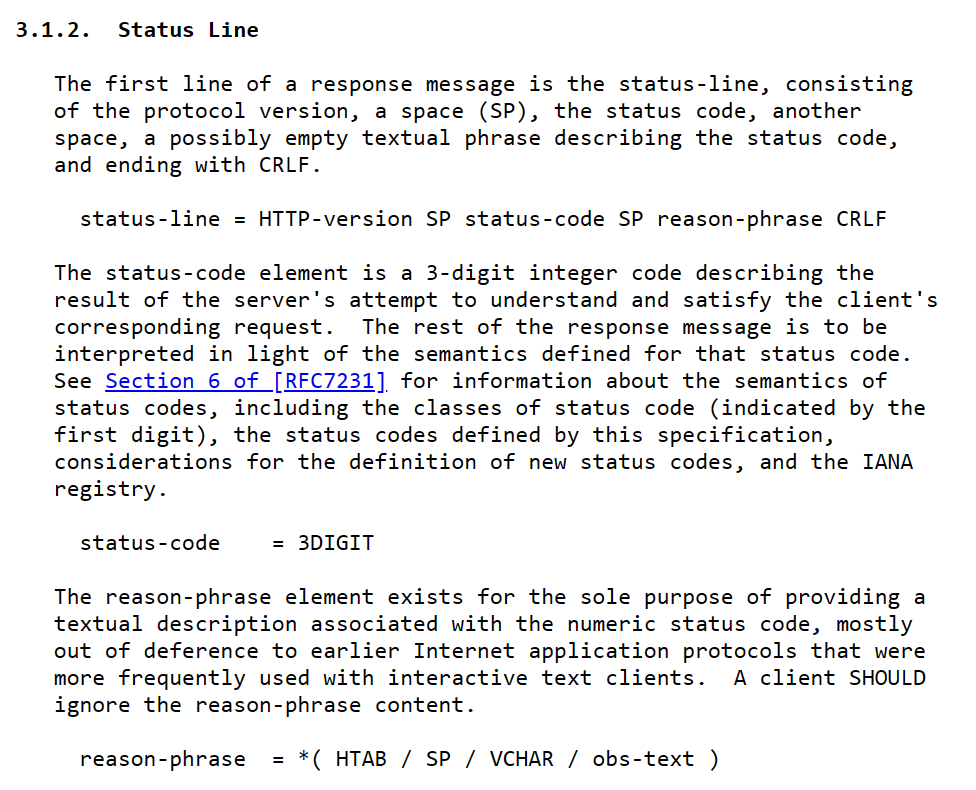 3.1.2.  Status Line
The first line of a response message is the status-line, consisting
of the protocol version, a space (SP), the status code, another
space, a possibly empty textual phrase describing the status code,
and ending with CRLF.
status-line = HTTP-version SP status-code SP reason-phrase CRLF
The status-code element is a 3-digit integer code describing the
result of the server's attempt to understand and satisfy the client's
corresponding request.  The rest of the response message is to be
interpreted in light of the semantics defined for that status code.
See Section 6 of [RFC7231] for information about the semantics of
status codes, including the classes of status code (indicated by the
first digit), the status codes defined by this specification,
considerations for the definition of new status codes, and the IANA
registry.
status-code    = 3DIGIT
The reason-phrase element exists for the sole purpose of providing a
textual description associated with the numeric status code, mostly
out of deference to earlier Internet application protocols that were
more frequently used with interactive text clients.  A client SHOULD
ignore the reason-phrase content.
reason-phrase  = *( HTAB / SP / VCHAR / obs-text )